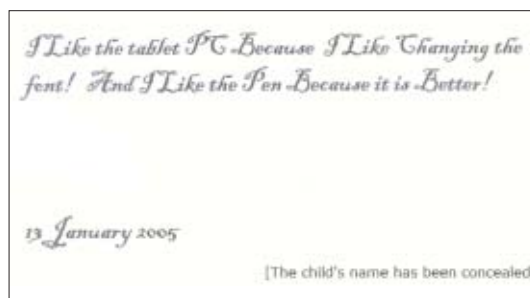 I Like the tablet PC Because I Like Changing the
font! And I Like the Pen Because it is Better!
13 January 2005
[The child's name has been concealed